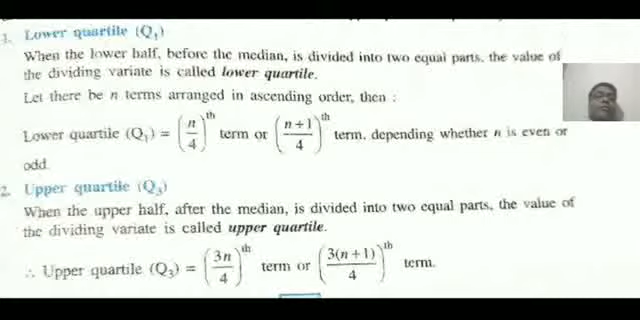 1. Lower quartile (Q₁)
When the lower half, before the median, is divided into two equal parts, the value of
the dividing variate is called lower quartile.
Let there be n terms arranged in ascending order, then :
Lower quartile (Q₁) = (n/4)^th term or ((n+1)/4)^th term, depending whether n is even or
odd.
2. Upper quartile (Q₃)
When the upper half, after the median, is divided into two equal parts, the value of
the dividing variate is called upper quartile.
∴ Upper quartile (Q₃) = (3n/4)^th term or (3(n+1)/4)^th term.